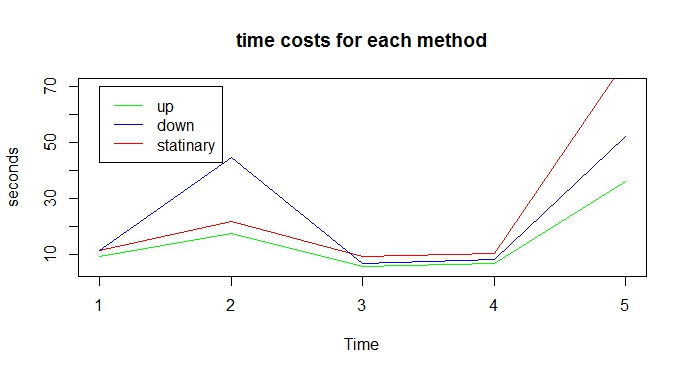 time costs for each method
seconds
70
50
30
10
up
down
statinary
1 2 3 4 5
Time